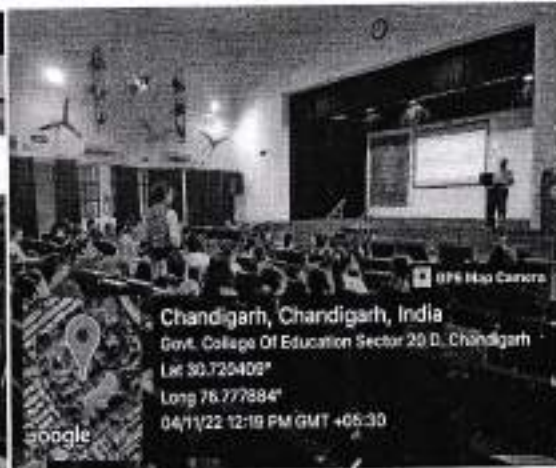 GPS Map Camera
Chandigarh, Chandigarh, India
Govt. College Of Education Sector 20 D, Chandigarh
Lat 30.720409°
Long 76.777884°
04/11/22 12:19 PM GMT +05:30
Google